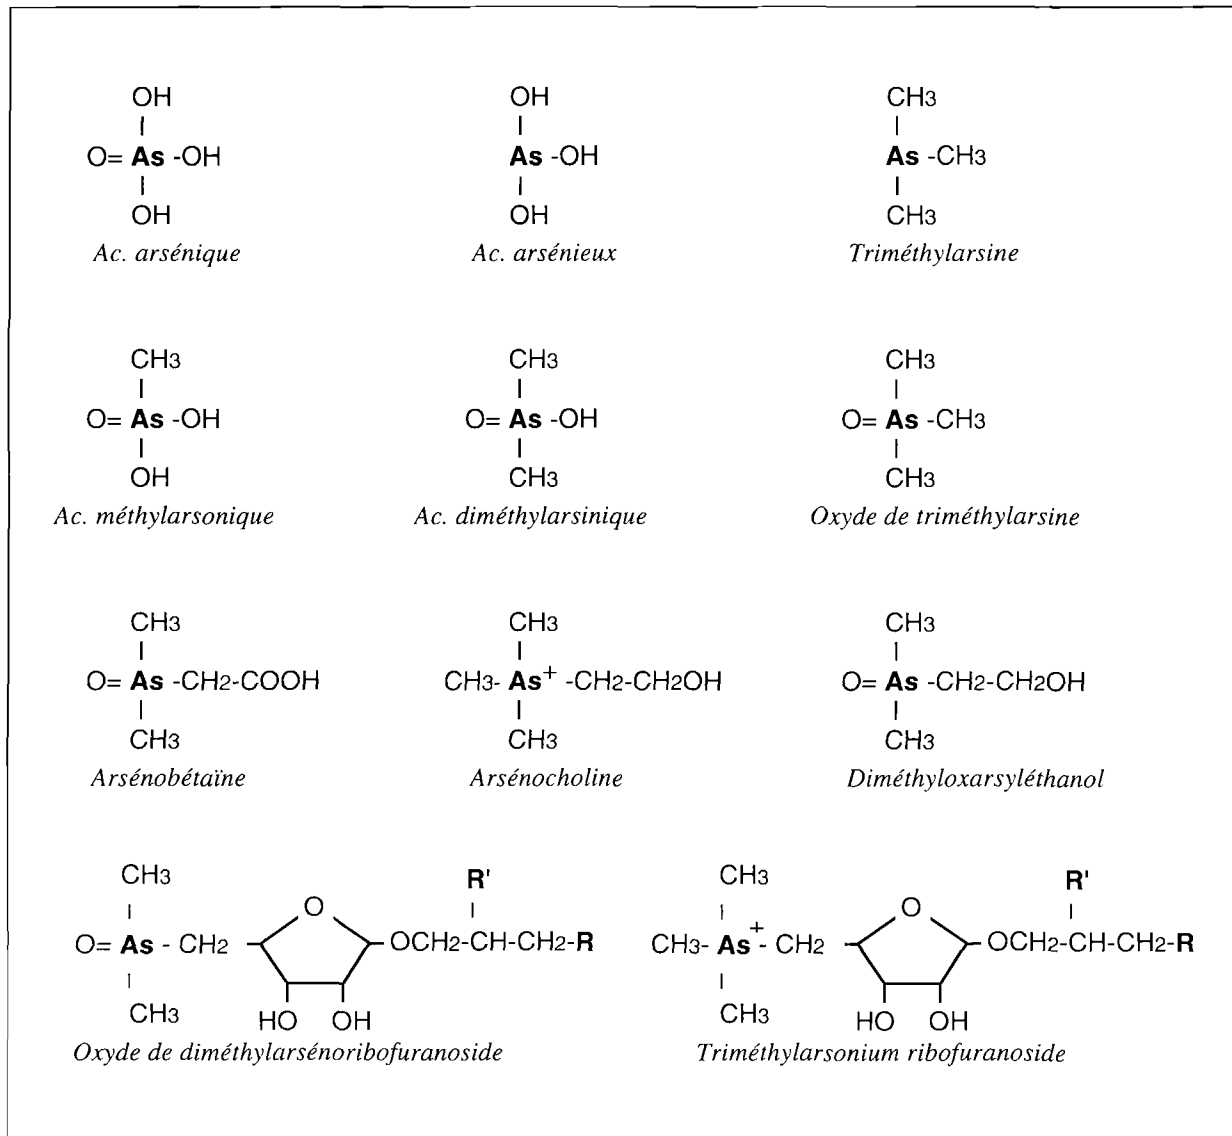 OH OH CH3
O= As -OH As -OH As -CH3
OH OH CH3
Ac. arsénique Ac. arsénieux Triméthylarsine
CH3 CH3 CH3
O= As -OH O= As -OH O= As -CH3
OH CH3 CH3
Ac. méthylarsonique Ac. diméthylarsinique Oxyde de triméthylarsine
CH3 CH3 CH3
O= As -CH2-COOH CH3- As+ -CH2-CH2OH O= As -CH2-CH2OH
CH3 CH3 CH3
Arsénobétaïne Arsénocholine Diméthyloxarsyléthanol
CH3 R' CH3 R'
O O
O= As - CH2 OCH2-CH-CH2-R CH3- As+ - CH2 OCH2-CH-CH2-R
CH3 HO OH CH3 HO OH
Oxyde de diméthylarsénoribofuranoside Triméthylarsonium ribofuranoside